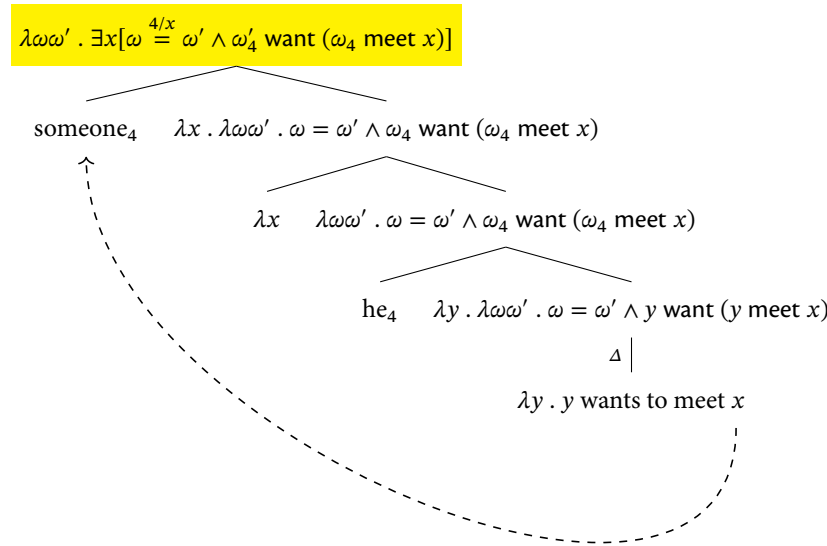 λωω′ . ∃x[ω =^{4/x} ω′ ∧ ω′₄ want (ω₄ meet x)]
someone₄ λx . λωω′ . ω = ω′ ∧ ω₄ want (ω₄ meet x)
λx λωω′ . ω = ω′ ∧ ω₄ want (ω₄ meet x)
he₄ λy . λωω′ . ω = ω′ ∧ y want (y meet x)
Δ
λy . y wants to meet x